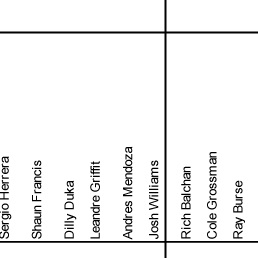 Sergio Herrera
Shaun Francis
Dilly Duka
Leandre Griffit
Andres Mendoza
Josh Williams
Rich Balchan
Cole Grossman
Ray Burse